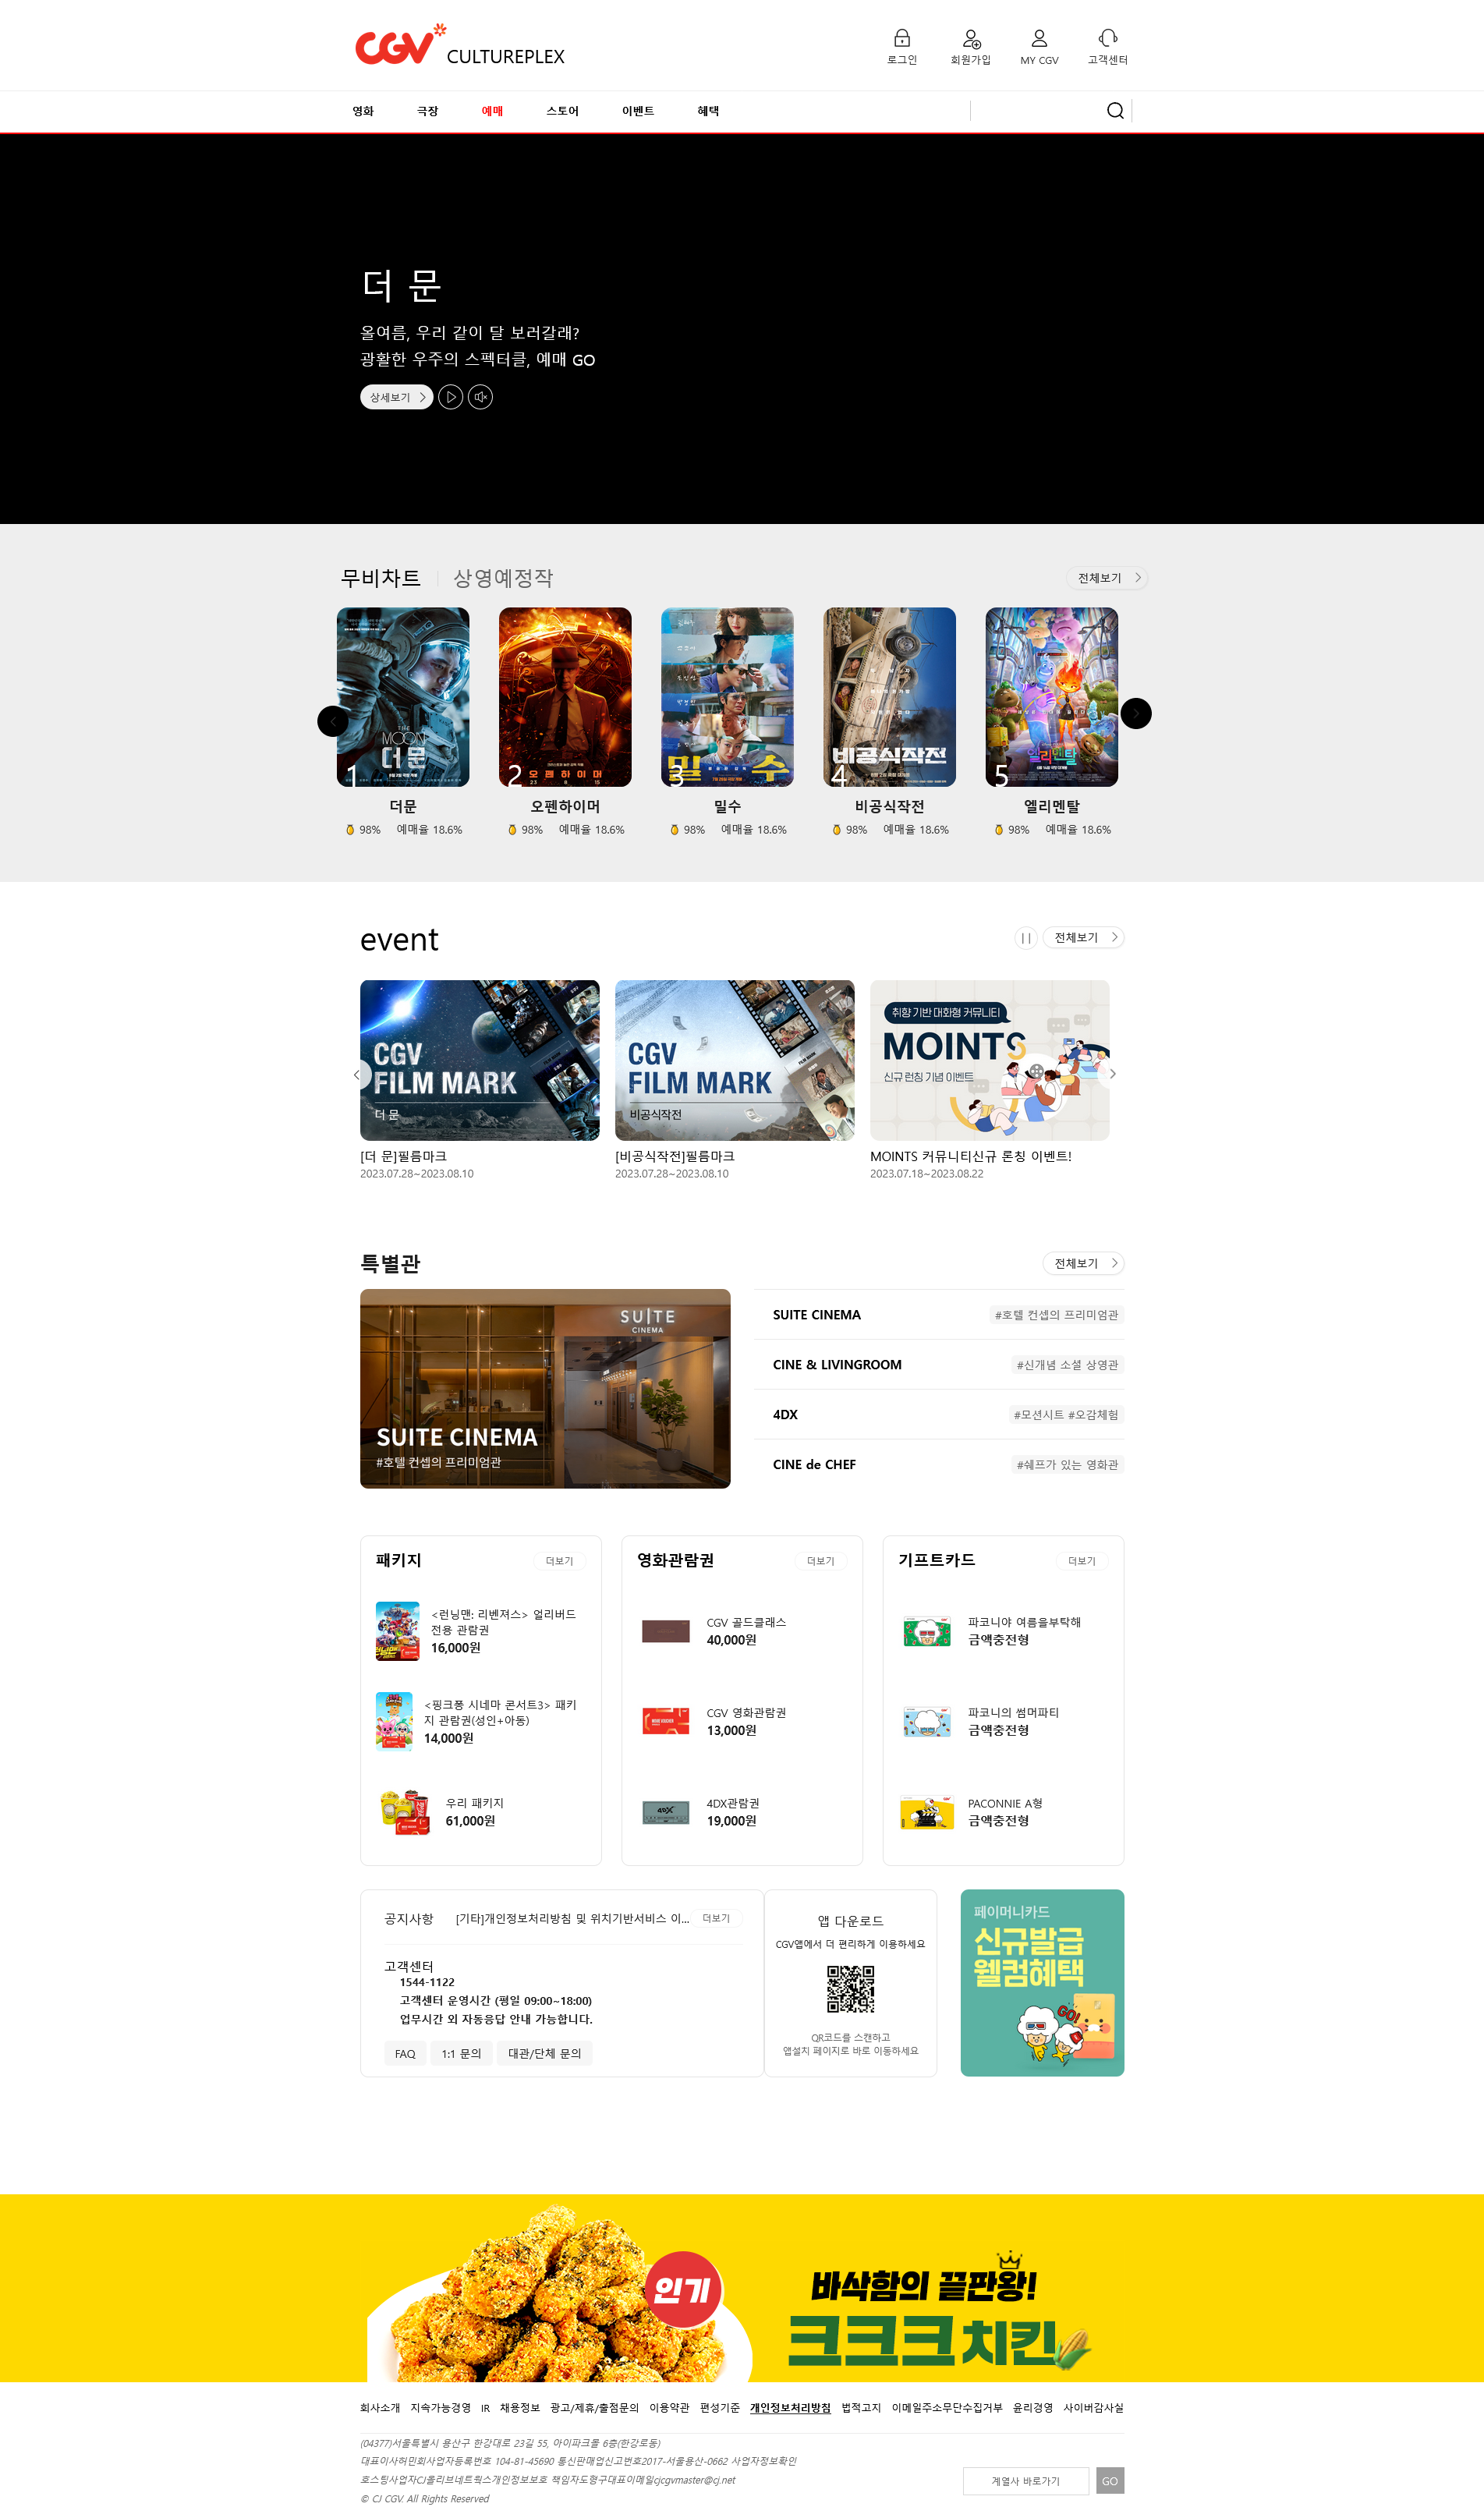 CGV CULTUREPLEX
로그인 회원가입 MY CGV 고객센터
영화 극장 예매 스토어 이벤트 혜택
더 문
올여름, 우리 같이 달 보러갈래?
광활한 우주의 스펙터클, 예매 GO
상세보기
무비차트 상영예정작 전체보기
THE MOON
더 문
오펜하이머
밀수
비공식작전
엘리멘탈
1 2 3 4 5
더문 오펜하이머 밀수 비공식작전 엘리멘탈
98% 예매율 18.6% 98% 예매율 18.6% 98% 예매율 18.6% 98% 예매율 18.6% 98% 예매율 18.6%
event 전체보기
CGV
FILM MARK
더 문
CGV
FILM MARK
비공식작전
취향 기반 대화형 커뮤니티
MOINTS
신규 런칭 기념 이벤트
[더 문]필름마크
2023.07.28~2023.08.10
[비공식작전]필름마크
2023.07.28~2023.08.10
MOINTS 커뮤니티신규 론칭 이벤트!
2023.07.18~2023.08.22
특별관 전체보기
SUITE
CINEMA
SUITE CINEMA
#호텔 컨셉의 프리미엄관
SUITE CINEMA #호텔 컨셉의 프리미엄관
CINE & LIVINGROOM #신개념 소셜 상영관
4DX #모션시트 #오감체험
CINE de CHEF #쉐프가 있는 영화관
패키지 더보기
<런닝맨: 리벤져스> 얼리버드
전용 관람권
16,000원
<핑크퐁 시네마 콘서트3> 패키
지 관람권(성인+아동)
14,000원
우리 패키지
61,000원
영화관람권 더보기
CGV 골드클래스
40,000원
CGV 영화관람권
13,000원
4DX
4DX관람권
19,000원
기프트카드 더보기
파코니야 여름을부탁해
금액충전형
파코니의 썸머파티
금액충전형
PACONNIE A형
금액충전형
공지사항 [기타]개인정보처리방침 및 위치기반서비스 이... 더보기
고객센터
1544-1122
고객센터 운영시간 (평일 09:00~18:00)
업무시간 외 자동응답 안내 가능합니다.
FAQ 1:1 문의 대관/단체 문의
앱 다운로드
CGV앱에서 더 편리하게 이용하세요
QR코드를 스캔하고
앱설치 페이지로 바로 이동하세요
페이머니카드
신규발급
웰컴혜택
GO!
인기
바삭함의 끝판왕!
크크크 치킨
회사소개 지속가능경영 IR 채용정보 광고/제휴/출점문의 이용약관 편성기준 개인정보처리방침 법적고지 이메일주소무단수집거부 윤리경영 사이버감사실
(04377)서울특별시 용산구 한강대로 23길 55, 아이파크몰 6층(한강로동)
대표이사허민회사업자등록번호 104-81-45690 통신판매업신고번호2017-서울용산-0662 사업자정보확인
호스팅사업자CJ올리브네트웍스개인정보보호 책임자도형구대표이메일cjcgvmaster@cj.net
© CJ CGV. All Rights Reserved
계열사 바로가기 GO